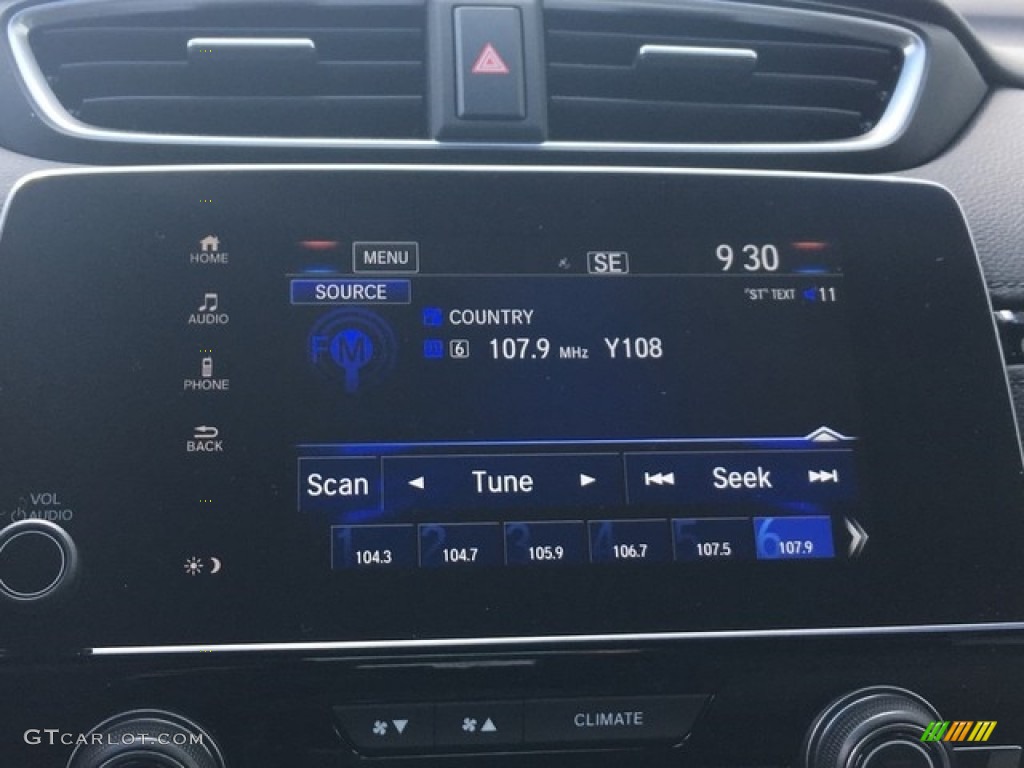 HOME
MENU
SE
9 30
SOURCE
"ST" TEXT
11
AUDIO
COUNTRY
FM
6
107.9 MHz Y108
PHONE
BACK
Scan
Tune
Seek
VOL
AUDIO
1 104.3
2 104.7
3 105.9
4 106.7
5 107.5
6 107.9
CLIMATE
GTCARLOT.COM